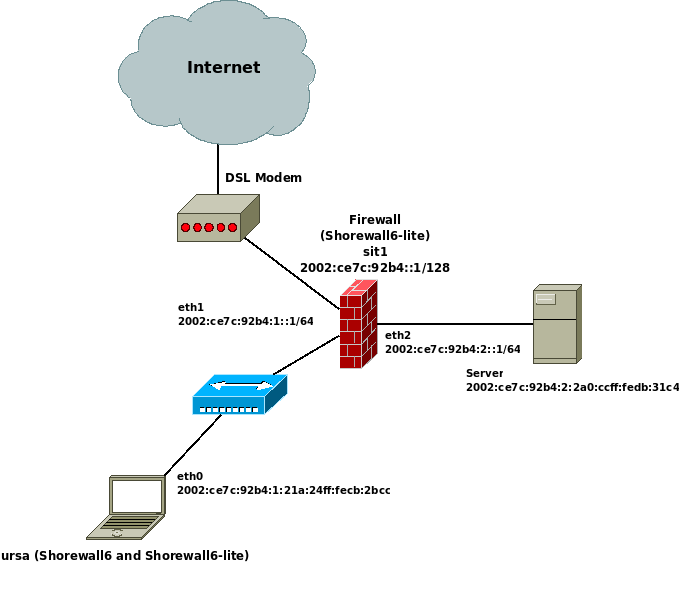 Internet
DSL Modem
Firewall
(Shorewall6-lite)
sit1
2002:ce7c:92b4::1/128
eth1
2002:ce7c:92b4:1::1/64
eth2
2002:ce7c:92b4:2::1/64
Server
2002:ce7c:92b4:2:2a0:ccff:fedb:31c4
eth0
2002:ce7c:92b4:1:21a:24ff:fecb:2bcc
ursa (Shorewall6 and Shorewall6-lite)